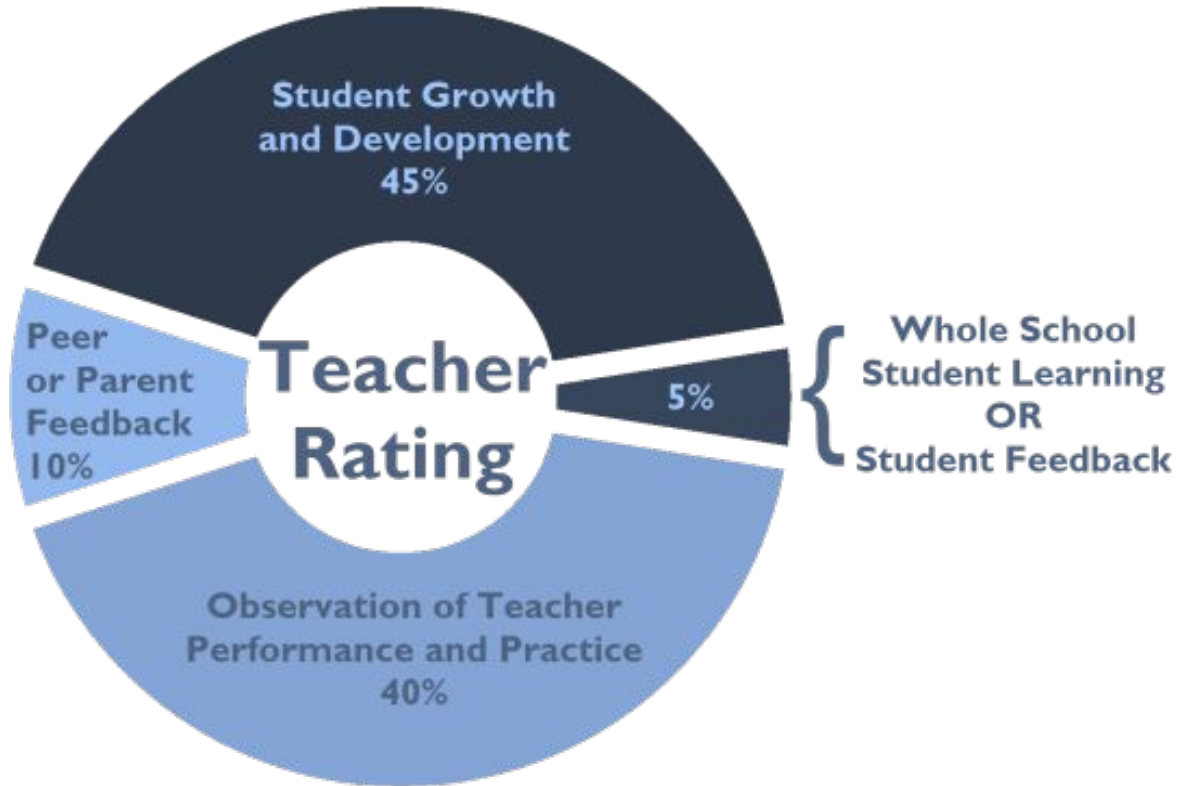 Student Growth
and Development
45%
Peer
or Parent
Feedback
10%
Teacher
Rating
5%
Whole School
Student Learning
OR
Student Feedback
Observation of Teacher
Performance and Practice
40%